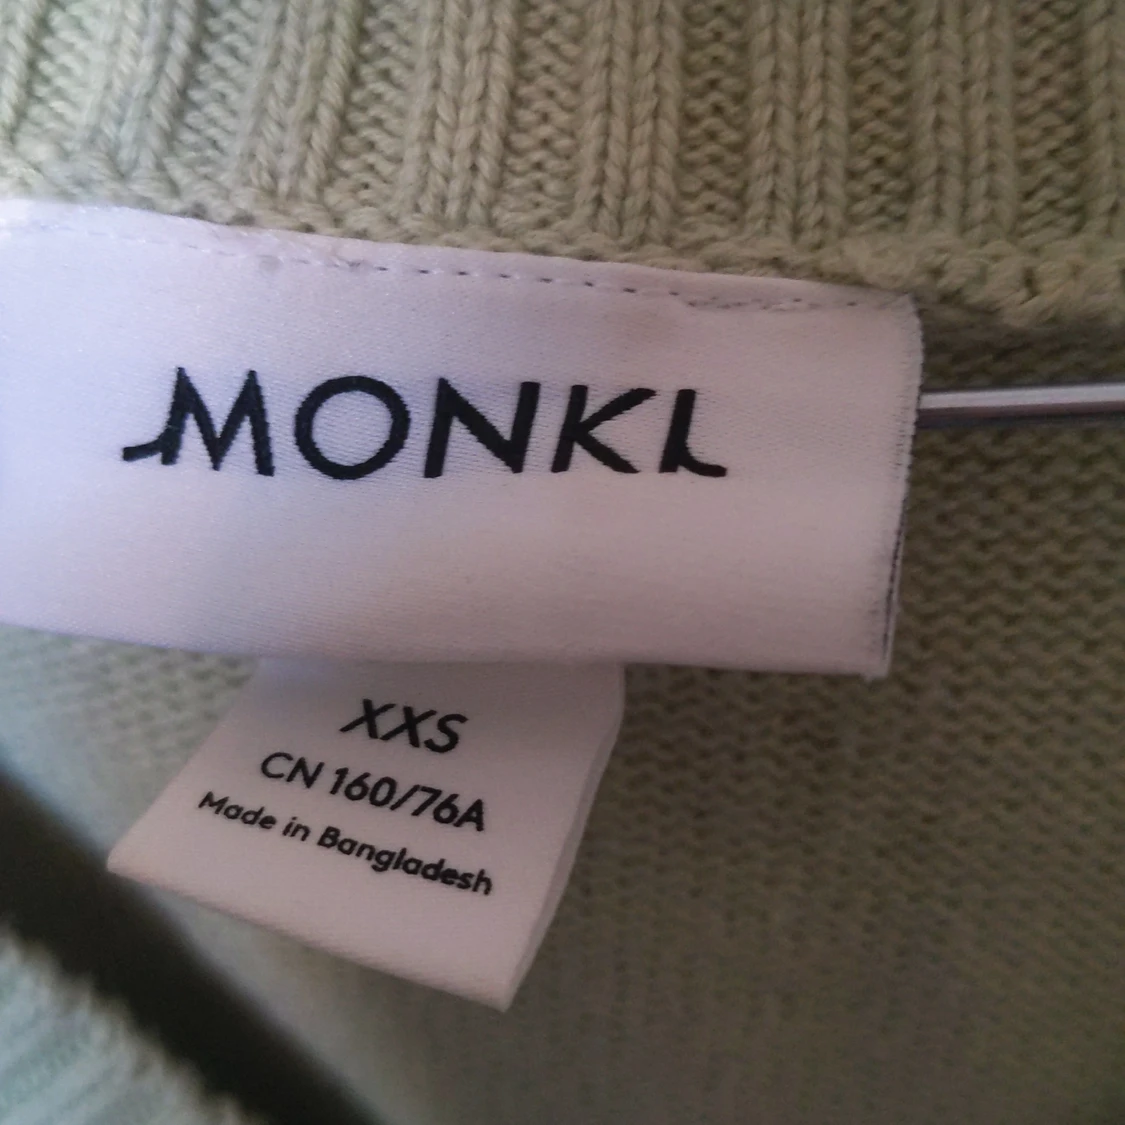 MONKI
XXS
CN 160/76A
Made in Bangladesh